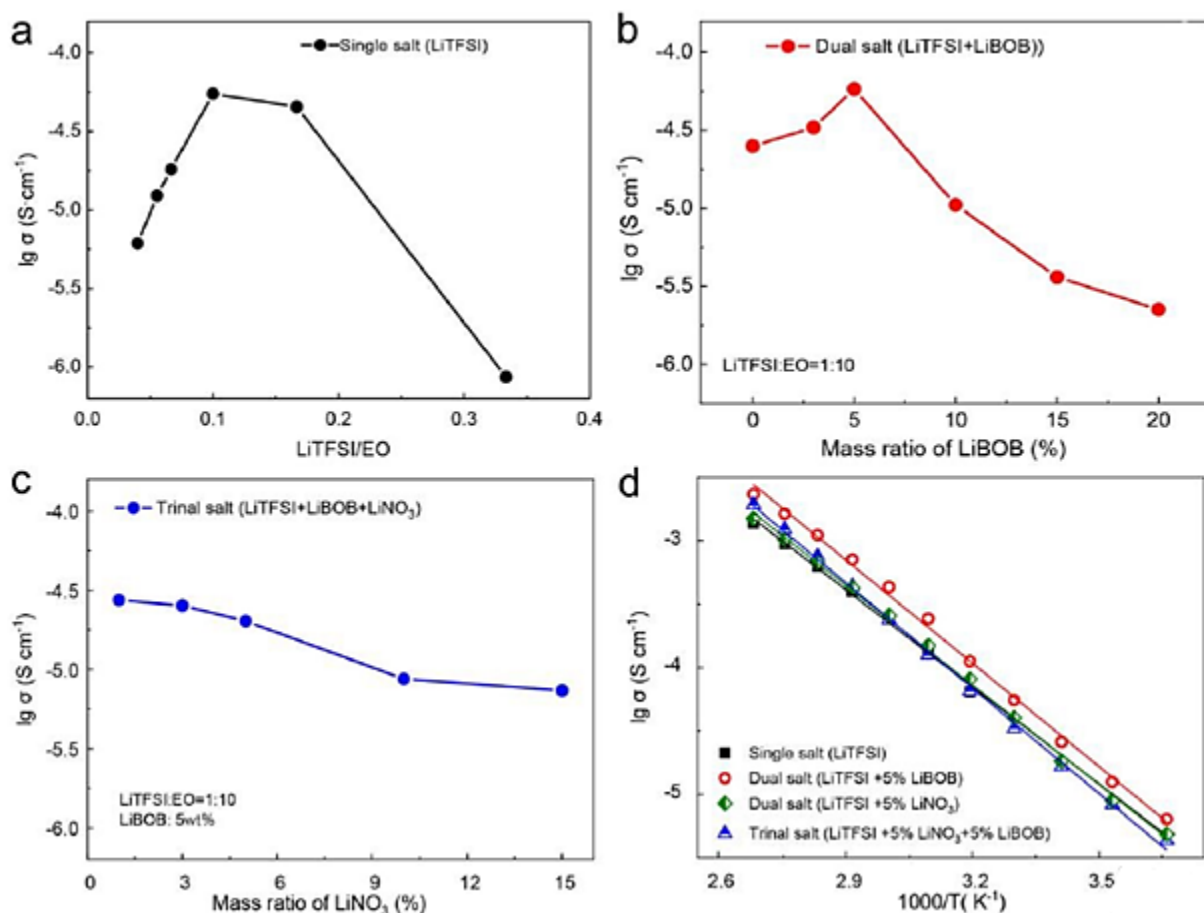 a
Single salt (LiTFSI)
-4.0
-4.5
-5.0
-5.5
-6.0
lg σ (S·cm⁻¹)
0.0 0.1 0.2 0.3 0.4
LiTFSI/EO
b
Dual salt (LiTFSI+LiBOB))
-4.0
-4.5
-5.0
-5.5
-6.0
lg σ (S cm⁻¹)
LiTFSI:EO=1:10
0 5 10 15 20
Mass ratio of LiBOB (%)
c
Trinal salt (LiTFSI+LiBOB+LiNO₃)
-4.0
-4.5
-5.0
-5.5
-6.0
lg σ (S cm⁻¹)
LiTFSI:EO=1:10
LiBOB: 5wt%
0 3 6 9 12 15
Mass ratio of LiNO₃ (%)
d
-3
-4
-5
lg σ (S cm⁻¹)
Single salt (LiTFSI)
Dual salt (LiTFSI +5% LiBOB)
Dual salt (LiTFSI +5% LiNO₃)
Trinal salt (LiTFSI +5% LiNO₃+5% LiBOB)
2.6 2.9 3.2 3.5
1000/T( K⁻¹)